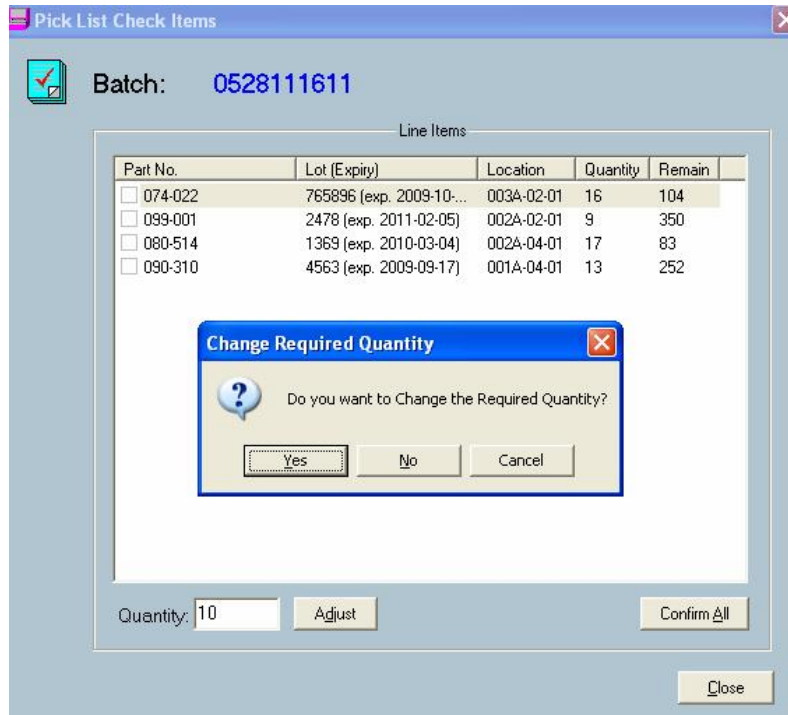 Pick List Check Items
Batch: 0528111611
Line Items
Part No. Lot (Expiry) Location Quantity Remain
074-022 765896 (exp. 2009-10-... 003A-02-01 16 104
099-001 2478 (exp. 2011-02-05) 002A-02-01 9 350
080-514 1369 (exp. 2010-03-04) 002A-04-01 17 83
090-310 4563 (exp. 2009-09-17) 001A-04-01 13 252
Change Required Quantity
Do you want to Change the Required Quantity?
Yes No Cancel
Quantity: 10 Adjust Confirm All
Close